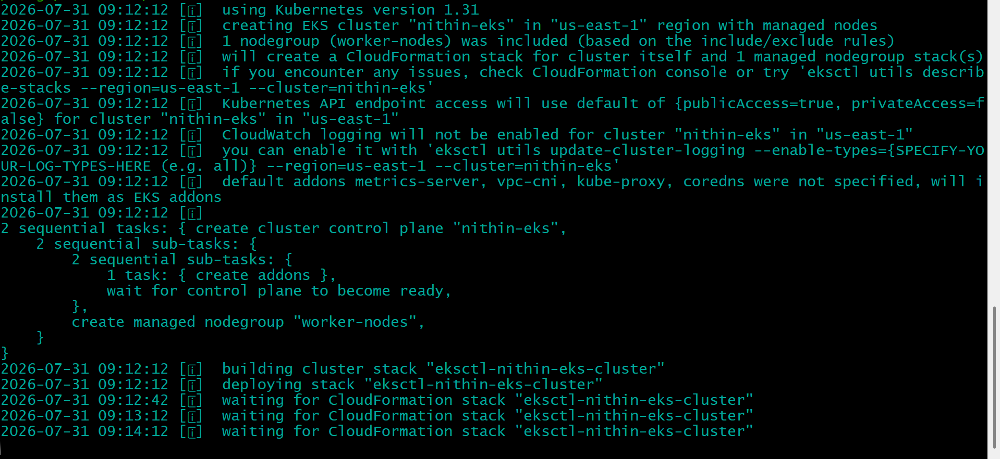 2026-07-31 09:12:12 [i]  using Kubernetes version 1.31
2026-07-31 09:12:12 [i]  creating EKS cluster "nithin-eks" in "us-east-1" region with managed nodes
2026-07-31 09:12:12 [i]  1 nodegroup (worker-nodes) was included (based on the include/exclude rules)
2026-07-31 09:12:12 [i]  will create a CloudFormation stack for cluster itself and 1 managed nodegroup stack(s)
2026-07-31 09:12:12 [i]  if you encounter any issues, check CloudFormation console or try 'eksctl utils describ
e-stacks --region=us-east-1 --cluster=nithin-eks'
2026-07-31 09:12:12 [i]  Kubernetes API endpoint access will use default of {publicAccess=true, privateAccess=f
alse} for cluster "nithin-eks" in "us-east-1"
2026-07-31 09:12:12 [i]  CloudWatch logging will not be enabled for cluster "nithin-eks" in "us-east-1"
2026-07-31 09:12:12 [i]  you can enable it with 'eksctl utils update-cluster-logging --enable-types={SPECIFY-YO
UR-LOG-TYPES-HERE (e.g. all)} --region=us-east-1 --cluster=nithin-eks'
2026-07-31 09:12:12 [i]  default addons metrics-server, vpc-cni, kube-proxy, coredns were not specified, will i
nstall them as EKS addons
2026-07-31 09:12:12 [i]
2 sequential tasks: { create cluster control plane "nithin-eks",
    2 sequential sub-tasks: {
        2 sequential sub-tasks: {
            1 task: { create addons },
            wait for control plane to become ready,
        },
        create managed nodegroup "worker-nodes",
    }
}
2026-07-31 09:12:12 [i]  building cluster stack "eksctl-nithin-eks-cluster"
2026-07-31 09:12:12 [i]  deploying stack "eksctl-nithin-eks-cluster"
2026-07-31 09:12:42 [i]  waiting for CloudFormation stack "eksctl-nithin-eks-cluster"
2026-07-31 09:13:12 [i]  waiting for CloudFormation stack "eksctl-nithin-eks-cluster"
2026-07-31 09:14:12 [i]  waiting for CloudFormation stack "eksctl-nithin-eks-cluster"